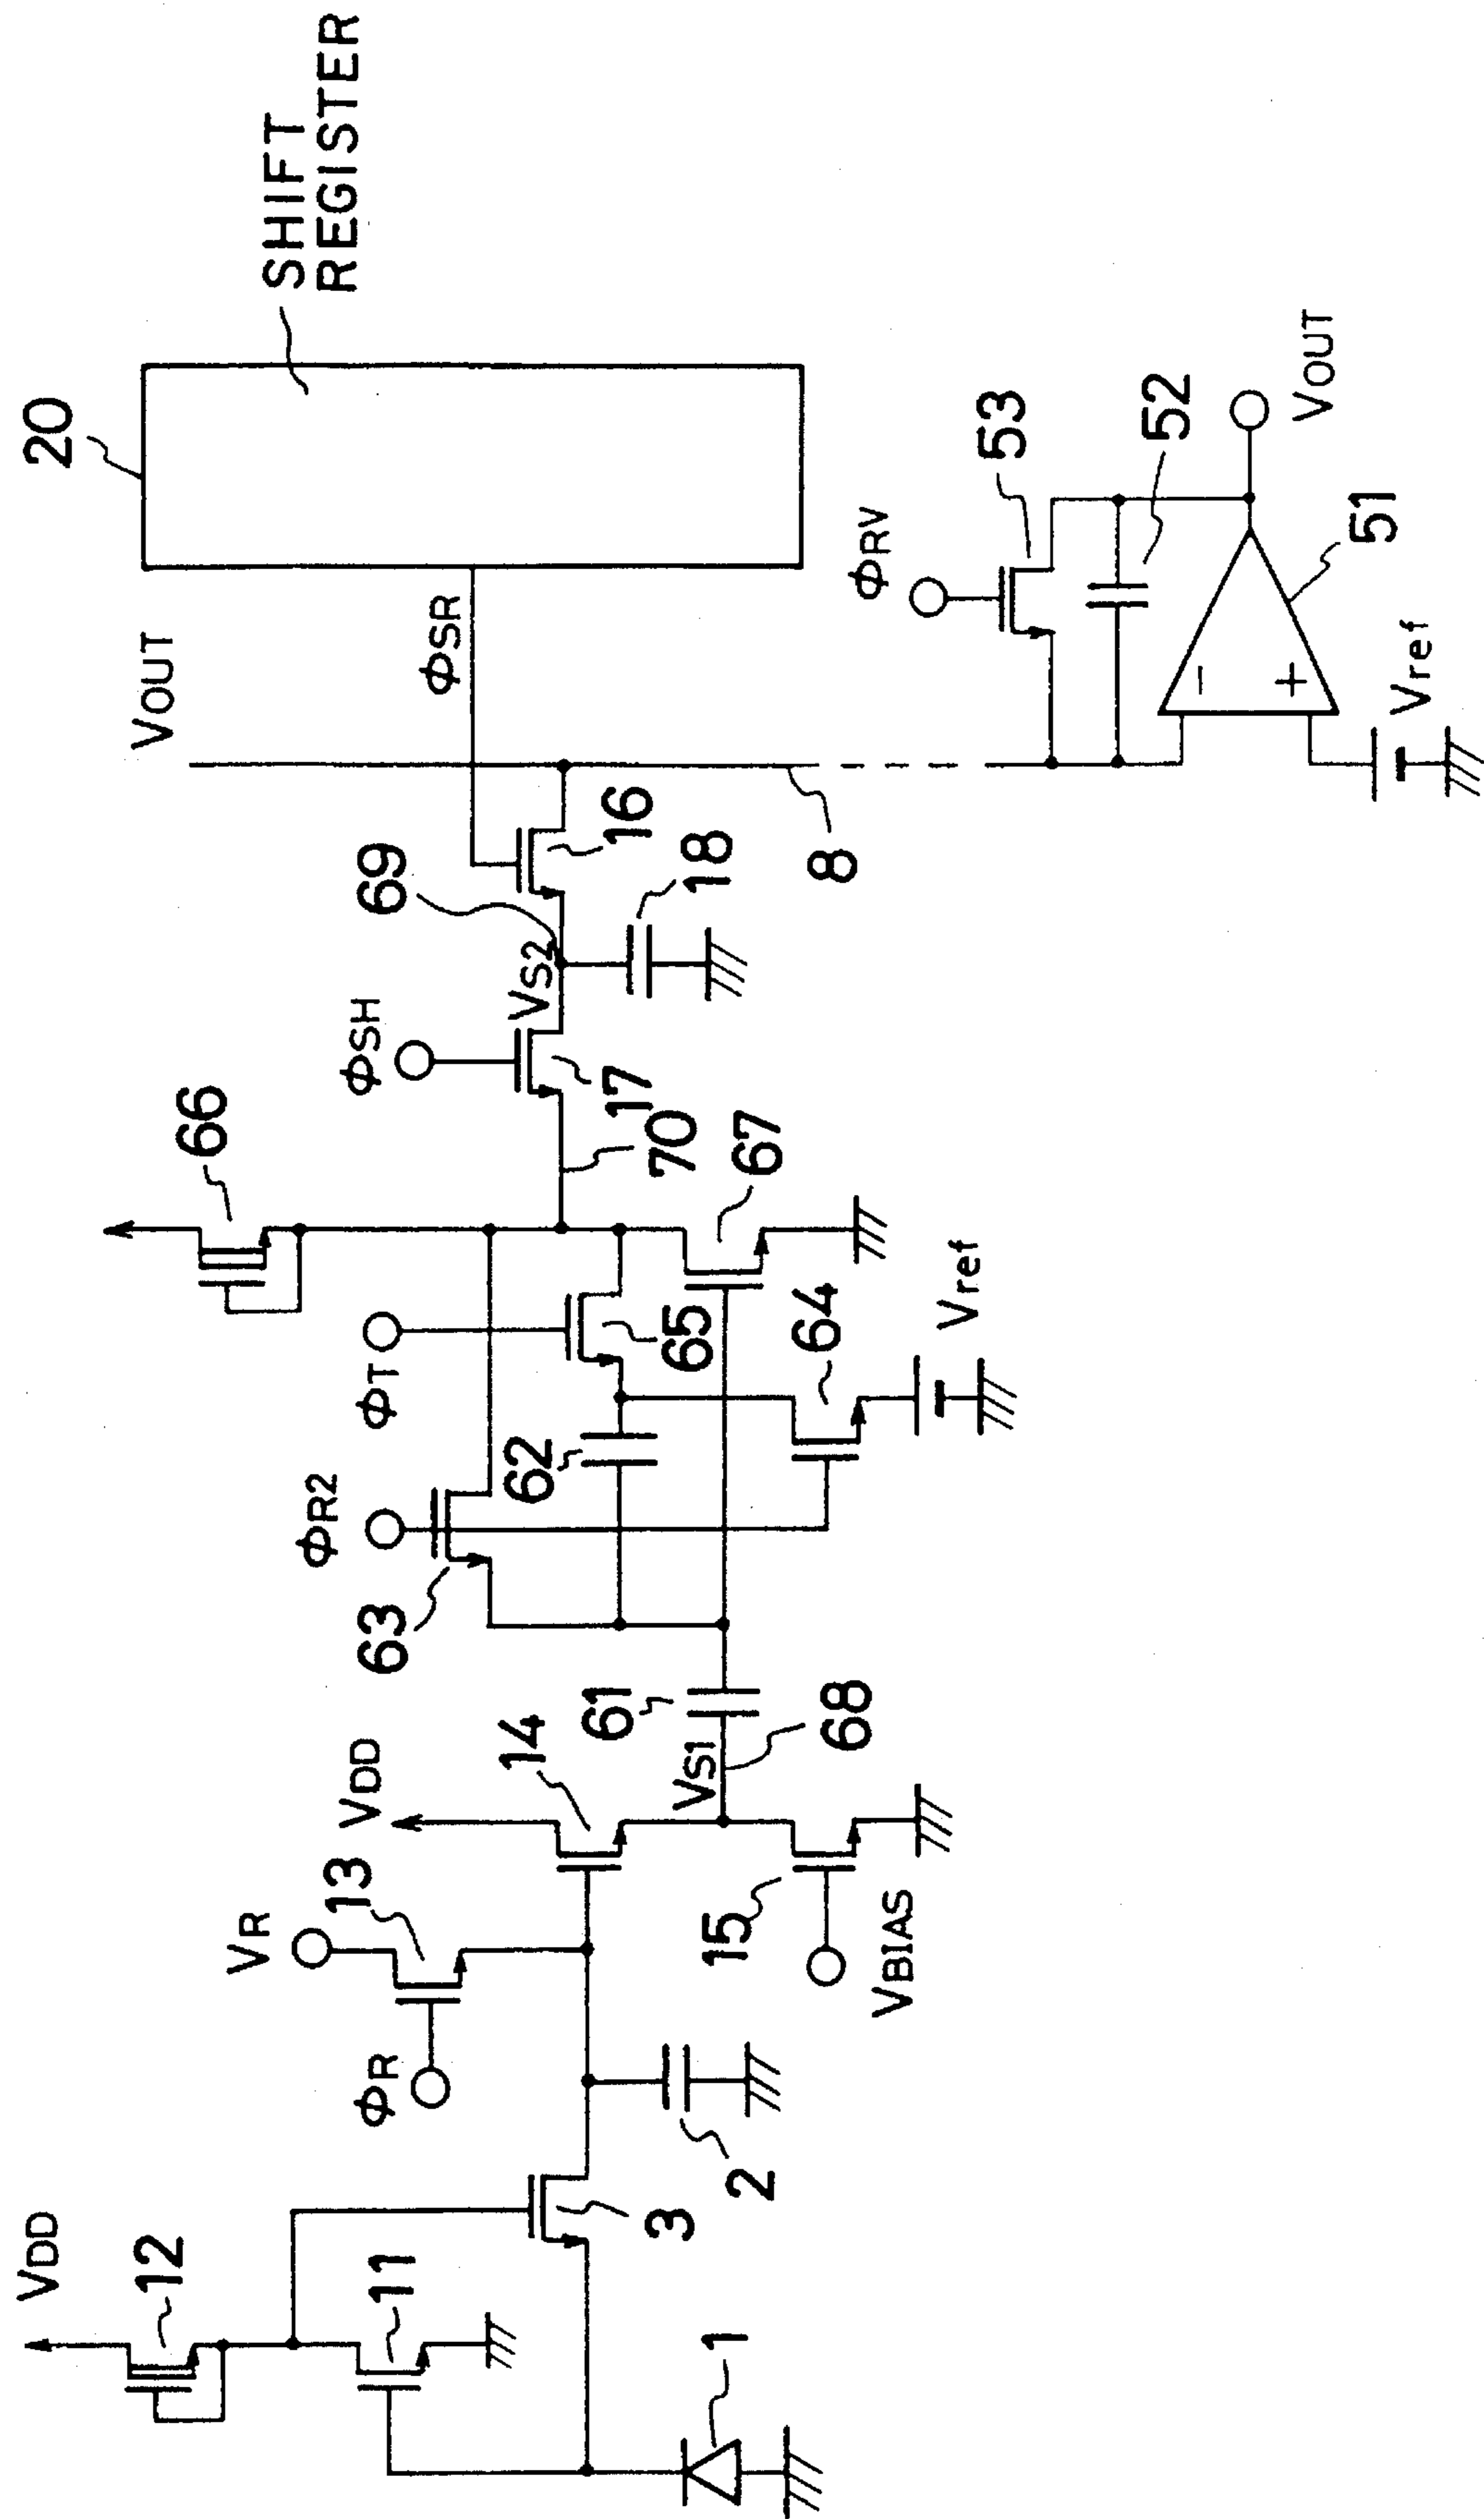 VDD
12
11
1
3
2
ΦR
VR
13
VDD
14
15
VBIAS
VS1
68
61
63
ΦR2
62
ΦT
65
64
Vref
66
67
70
17
ΦSH
VS2
69
18
16
8
VOUT
ΦSR
20
SHIFT
REGISTER
ΦRV
53
52
51
Vref
VOUT